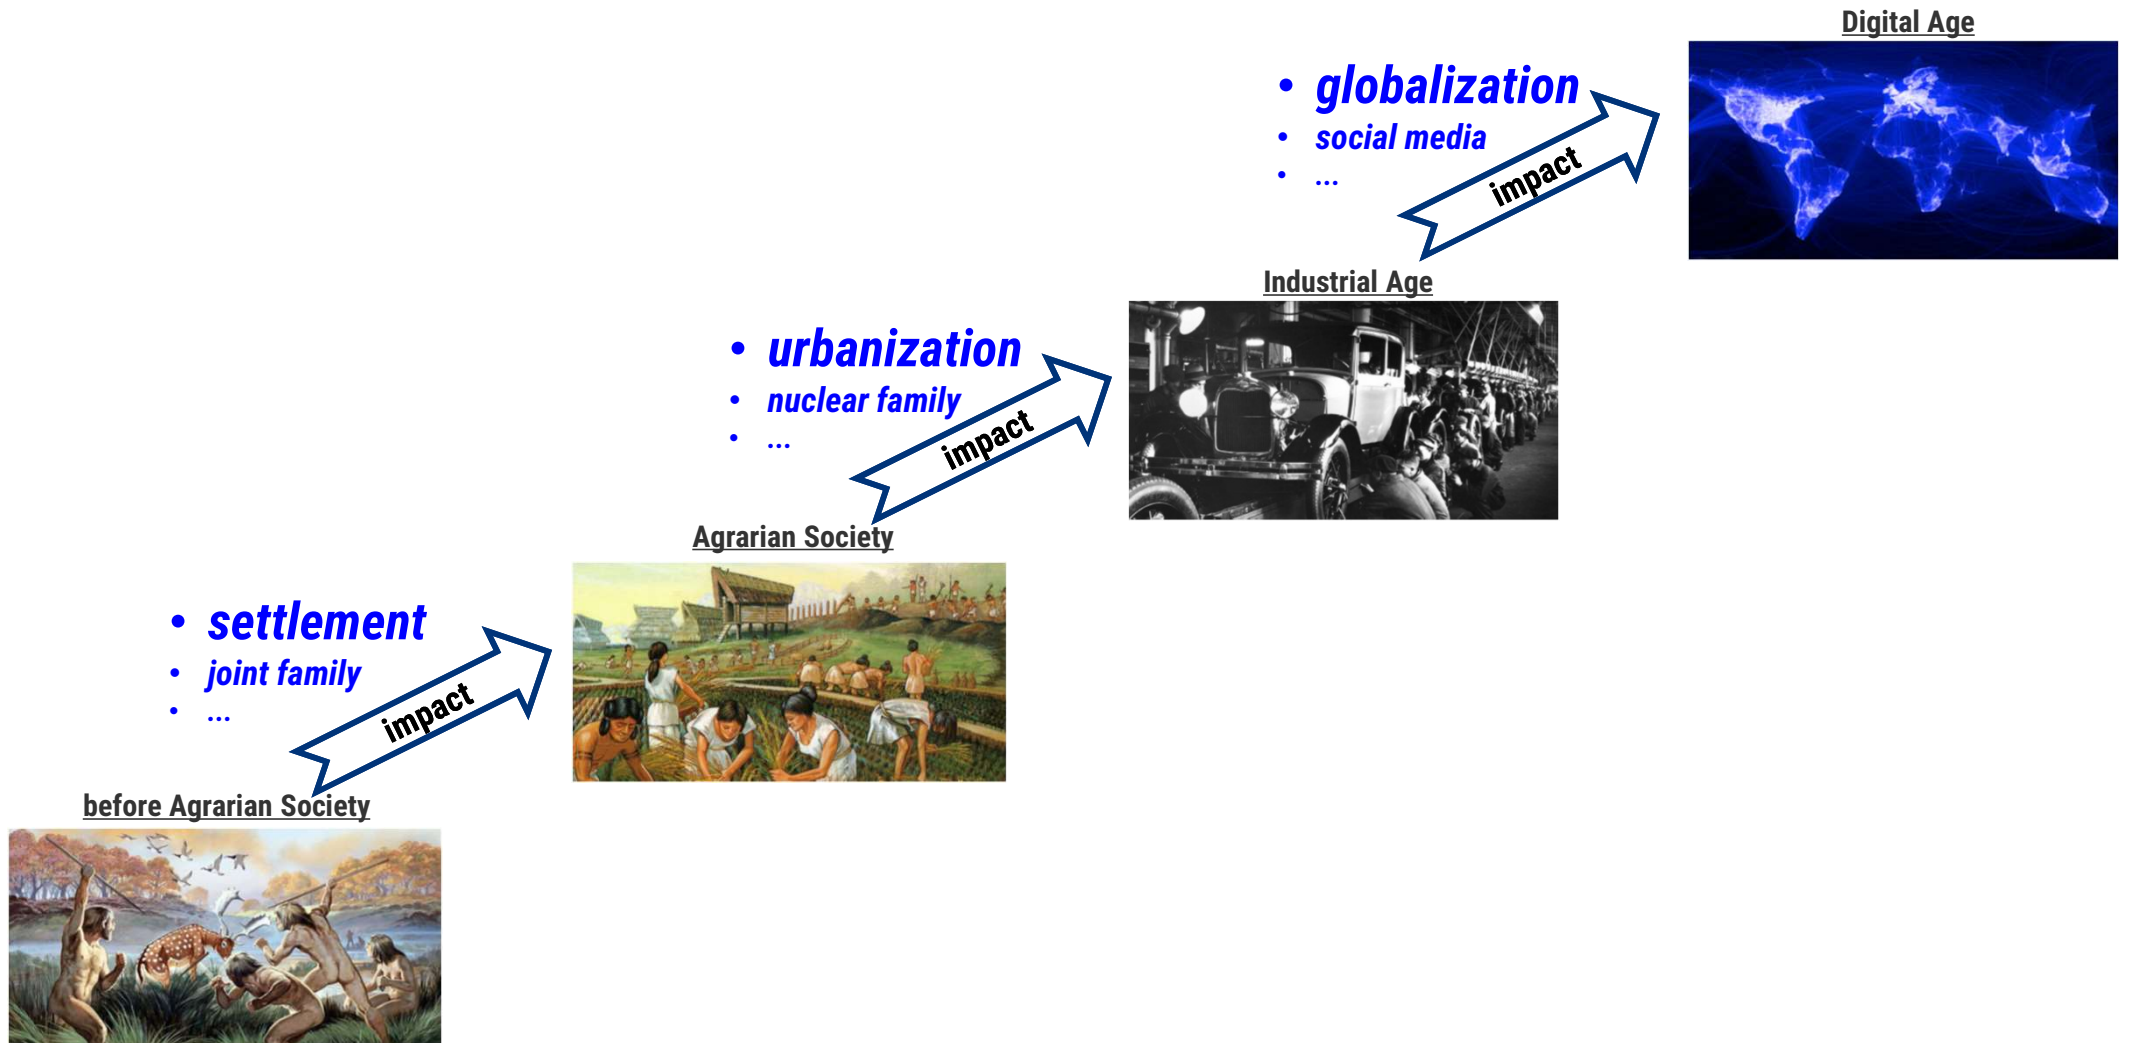 Digital Age
• globalization
• social media
• ...
impact
Industrial Age
• urbanization
• nuclear family
• ...
impact
Agrarian Society
• settlement
• joint family
• ...
impact
before Agrarian Society